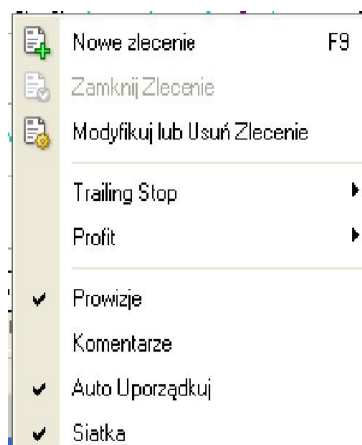 Nowe zlecenie F9
Zamknij Zlecenie
Modyfikuj lub Usuń Zlecenie
Trailing Stop
Profit
Prowizje
Komentarze
Auto Uporządkuj
Siatka